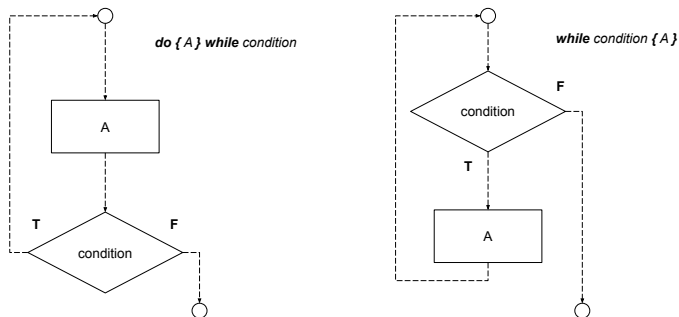 do { A } while condition
A
T
F
condition
while condition { A }
F
condition
T
A